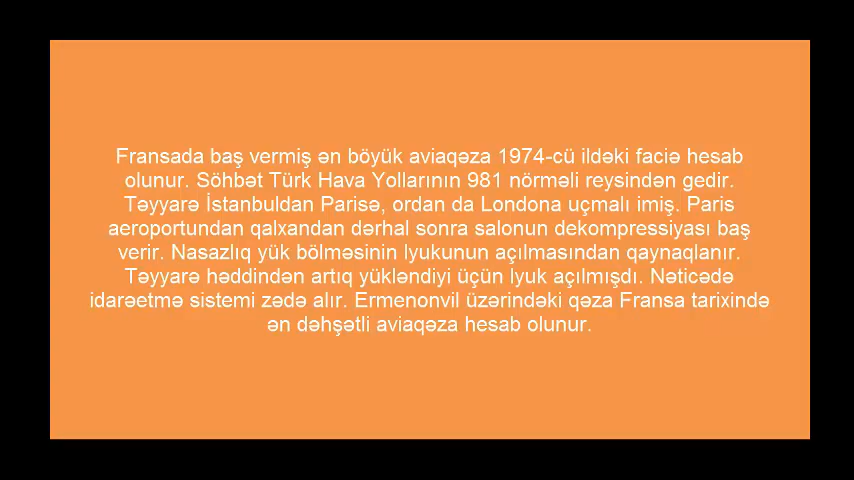 Fransada baş vermiş ən böyük aviaqəza 1974-cü ildəki faciə hesab
olunur. Söhbət Türk Hava Yollarının 981 nörməli reysindən gedir.
Təyyarə İstanbuldan Parisə, ordan da Londona uçmalı imiş. Paris
aeroportundan qalxandan dərhal sonra salonun dekompressiyası baş
verir. Nasazlıq yük bölməsinin lyukunun açılmasından qaynaqlanır.
Təyyarə həddindən artıq yükləndiyi üçün lyuk açılmışdı. Nəticədə
idarəetmə sistemi zədə alır. Ermenonvil üzərindəki qəza Fransa tarixində
ən dəhşətli aviaqəza hesab olunur.